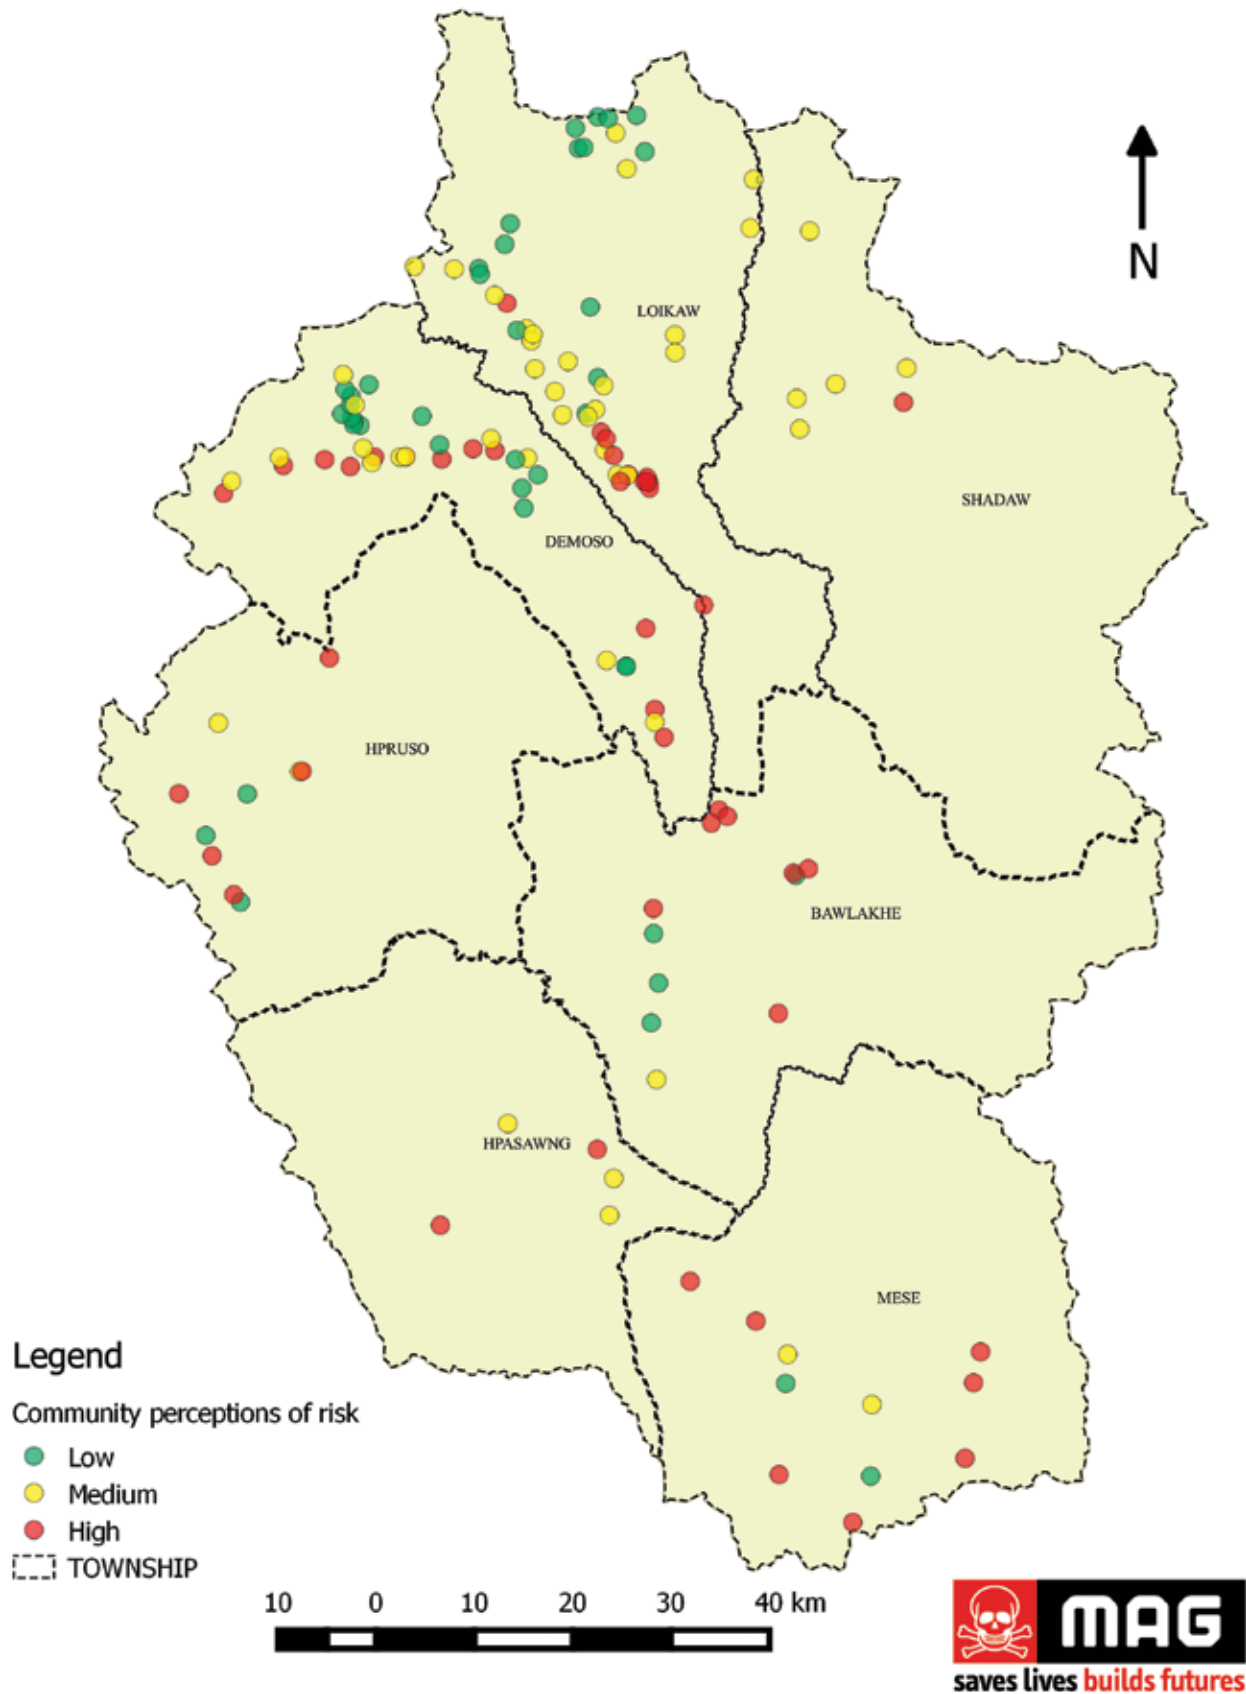 LOIKAW
N
SHADAW
DEMOSO
HPRUSO
BAWLAKHE
HPASAWNG
MESE
Legend
Community perceptions of risk
Low
Medium
High
TOWNSHIP
10 0 10 20 30 40 km
MAG
saves lives builds futures